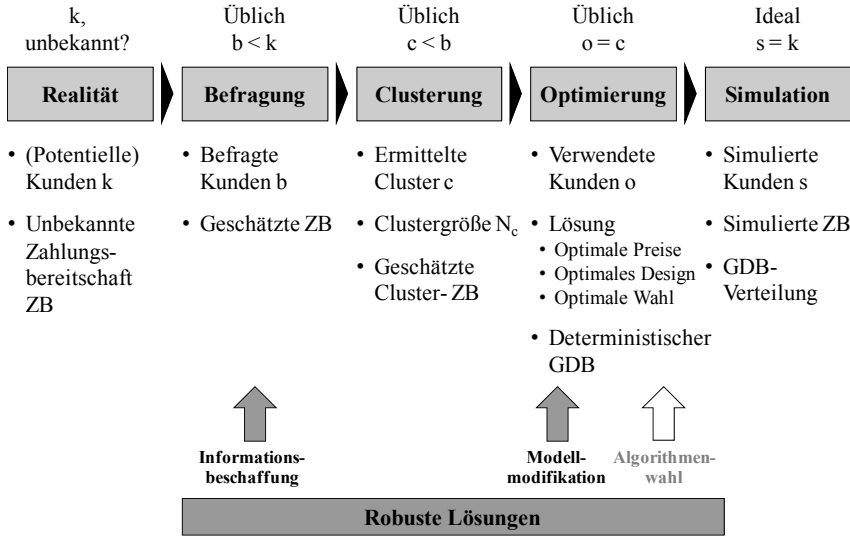 k,
unbekannt?
Üblich
b < k
Üblich
c < b
Üblich
o = c
Ideal
s = k
Realität
Befragung
Clusterung
Optimierung
Simulation
• (Potentielle)
Kunden k
• Unbekannte
Zahlungs-
bereitschaft
ZB
• Befragte
Kunden b
• Geschätzte ZB
• Ermittelte
Cluster c
• Clustergröße Nc
• Geschätzte
Cluster- ZB
• Verwendete
Kunden o
• Lösung
• Optimale Preise
• Optimales Design
• Optimale Wahl
• Deterministischer
GDB
• Simulierte
Kunden s
• Simulierte ZB
• GDB-
Verteilung
Informations-
beschaffung
Modell-
modifikation
Algorithmen-
wahl
Robuste Lösungen